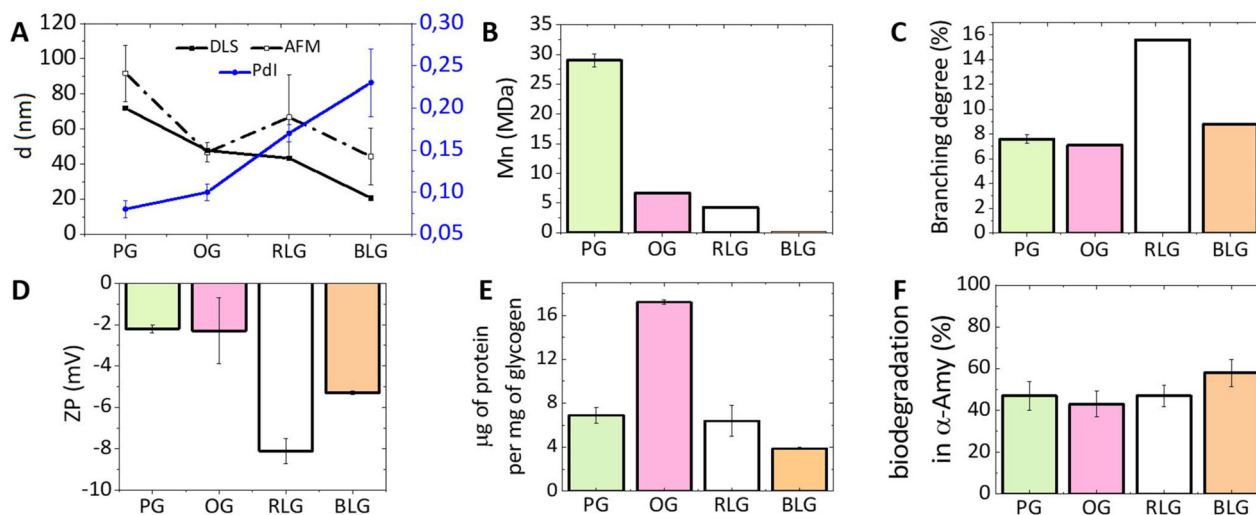 A
d (nm)
120
100
80
60
40
20
0
DLS
AFM
PdI
0,30
0,25
0,20
0,15
0,10
0,05
PG
OG
RLG
BLG
B
Mn (MDa)
35
30
25
20
15
10
5
0
PG
OG
RLG
BLG
C
Branching degree (%)
16
14
12
10
8
6
4
2
0
PG
OG
RLG
BLG
D
ZP (mV)
0
-2
-4
-6
-8
-10
PG
OG
RLG
BLG
E
μg of protein
per mg of glycogen
16
12
8
4
0
PG
OG
RLG
BLG
F
biodegradation
in α-Amy (%)
100
80
60
40
20
0
PG
OG
RLG
BLG